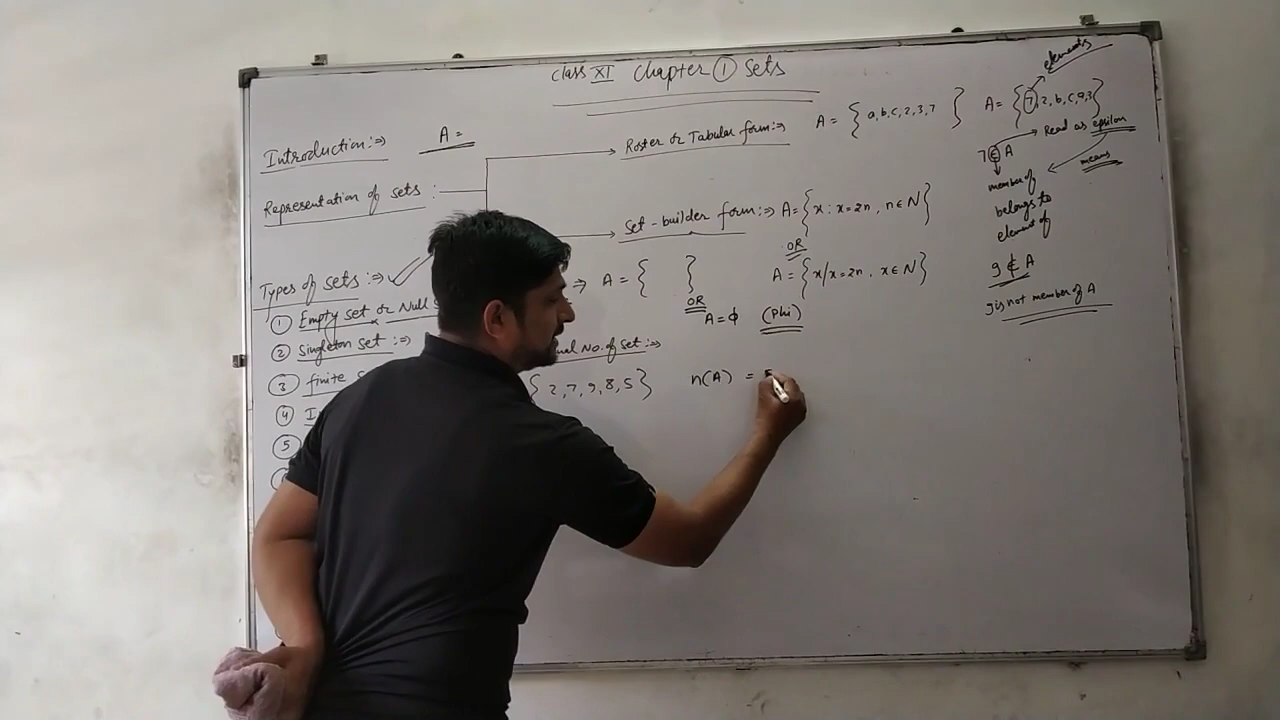 Class XI Chapter ① Sets
Introduction :⇒ A =
Representation of sets :
Roster or Tabular form :⇒ A = { a, b, c, 2, 3, 7 }
A = { 7, 2, b, c, 9, 3 }
elements
7 ∈ A
Read as epsilon
means
member of
belongs to
element of
9 ∉ A
9 is not member of A
Set-builder form :⇒ A = { x : x = 2n, n ∈ N }
OR
A = { x / x = 2n, x ∈ N }
Types of sets :⇒
① Empty set or Null
⇒ A = { }
OR
A = ϕ (Phi)
② Singleton set :⇒
No. of set :⇒
③ finite
{ 2, 7, 9, 8, 5 } n(A) =
④
⑤